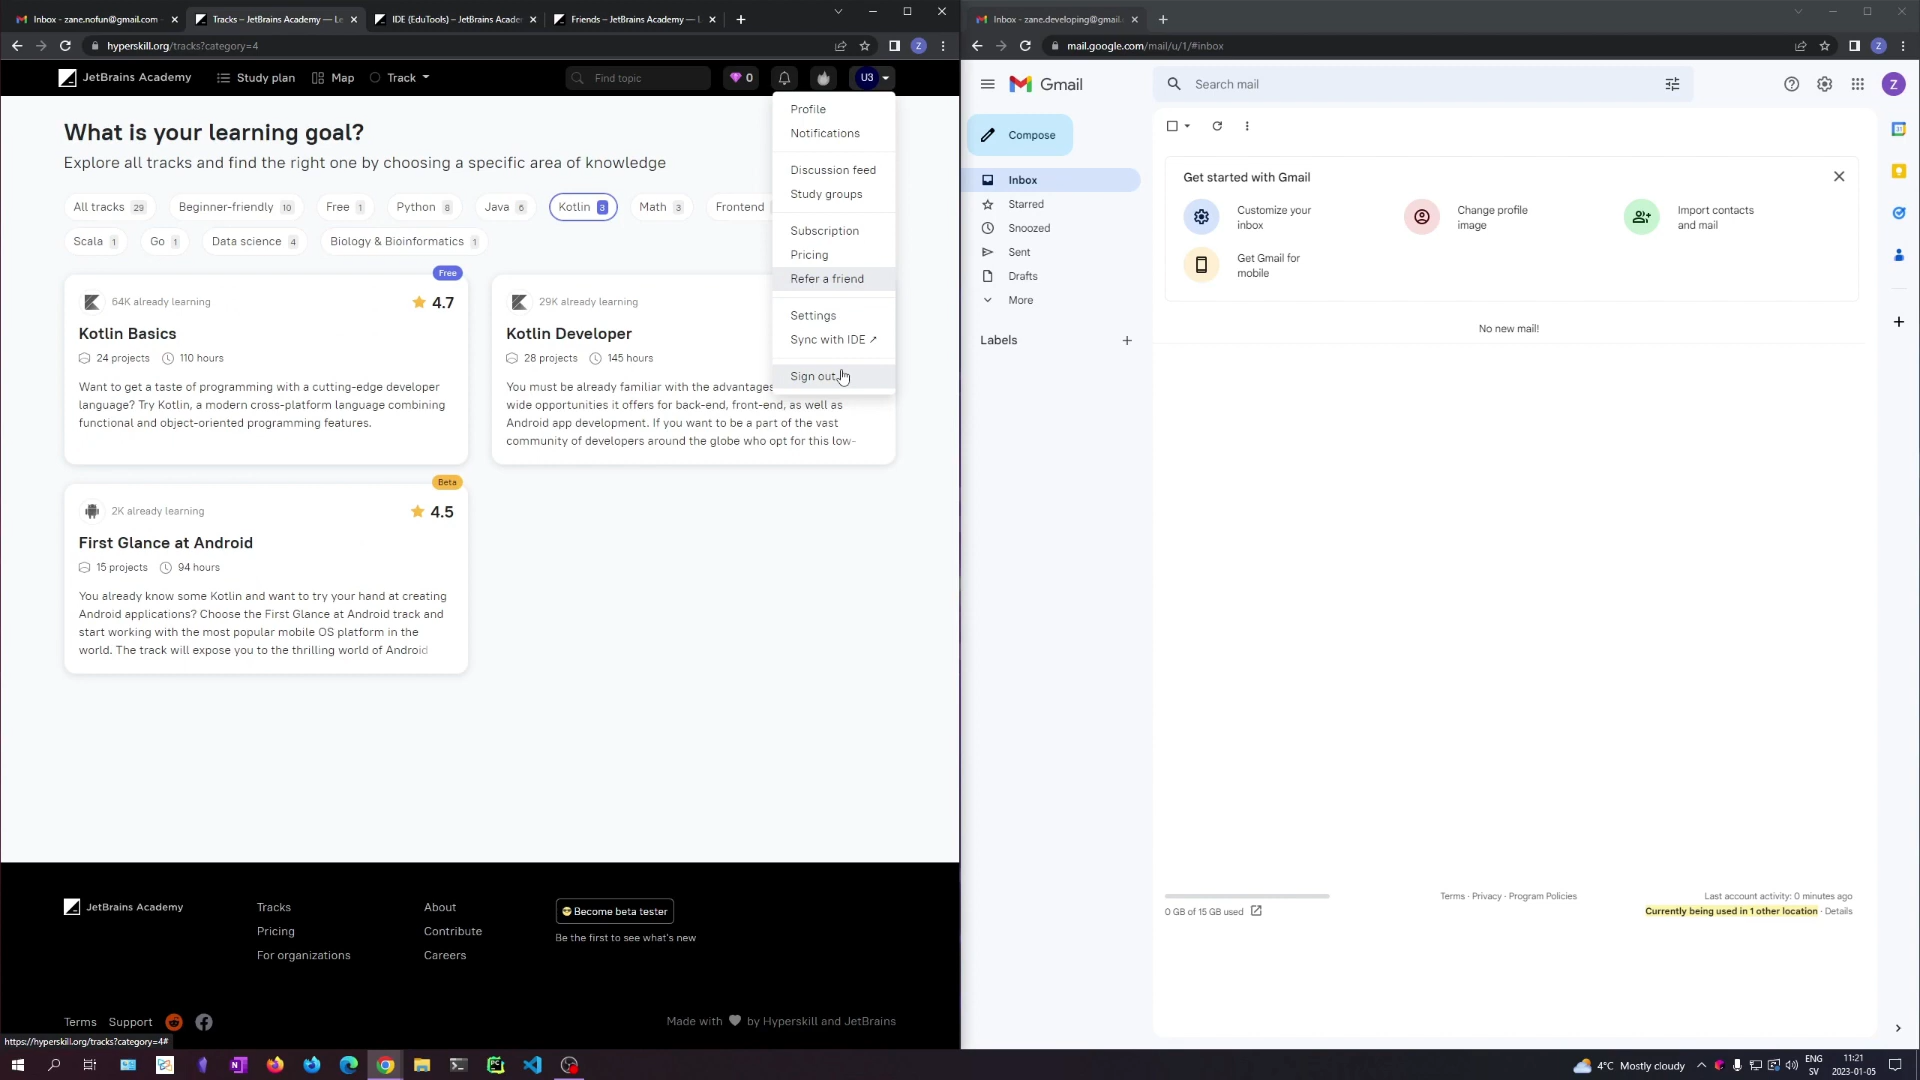 Inbox - zane.nofun@gmail.com
Tracks – JetBrains Academy — Le
IDE (EduTools) – JetBrains Acade
Friends – JetBrains Academy — L
hyperskill.org/tracks?category=4
Z
JetBrains Academy
Study plan
Map
Track
Find topic
0
U3
What is your learning goal?
Explore all tracks and find the right one by choosing a specific area of knowledge
All tracks 29
Beginner-friendly 10
Free 1
Python 8
Java 6
Kotlin 3
Math 3
Frontend
Scala 1
Go 1
Data science 4
Biology & Bioinformatics 1
Profile
Notifications
Discussion feed
Study groups
Subscription
Pricing
Refer a friend
Settings
Sync with IDE ↗
Sign out
Free
64K already learning
4.7
Kotlin Basics
24 projects
110 hours
Want to get a taste of programming with a cutting-edge developer
language? Try Kotlin, a modern cross-platform language combining
functional and object-oriented programming features.
29K already learning
Kotlin Developer
28 projects
145 hours
You must be already familiar with the advantages
wide opportunities it offers for back-end, front-end, as well as
Android app development. If you want to be a part of the vast
community of developers around the globe who opt for this low-
Beta
2K already learning
4.5
First Glance at Android
15 projects
94 hours
You already know some Kotlin and want to try your hand at creating
Android applications? Choose the First Glance at Android track and
start working with the most popular mobile OS platform in the
world. The track will expose you to the thrilling world of Android
JetBrains Academy
Tracks
Pricing
For organizations
About
Contribute
Careers
Become beta tester
Be the first to see what's new
Terms
Support
Made with
by Hyperskill and JetBrains
https://hyperskill.org/tracks?category=4#
Inbox - zane.developing@gmail.
mail.google.com/mail/u/1/#inbox
Z
Gmail
Search mail
Z
Compose
Inbox
Starred
Snoozed
Sent
Drafts
More
Labels
Get started with Gmail
Customize your
inbox
Change profile
image
Import contacts
and mail
Get Gmail for
mobile
No new mail!
0 GB of 15 GB used
Terms · Privacy · Program Policies
Last account activity: 0 minutes ago
Currently being used in 1 other location · Details
31
4°C Mostly cloudy
ENG
SV
11:21
2023-01-05